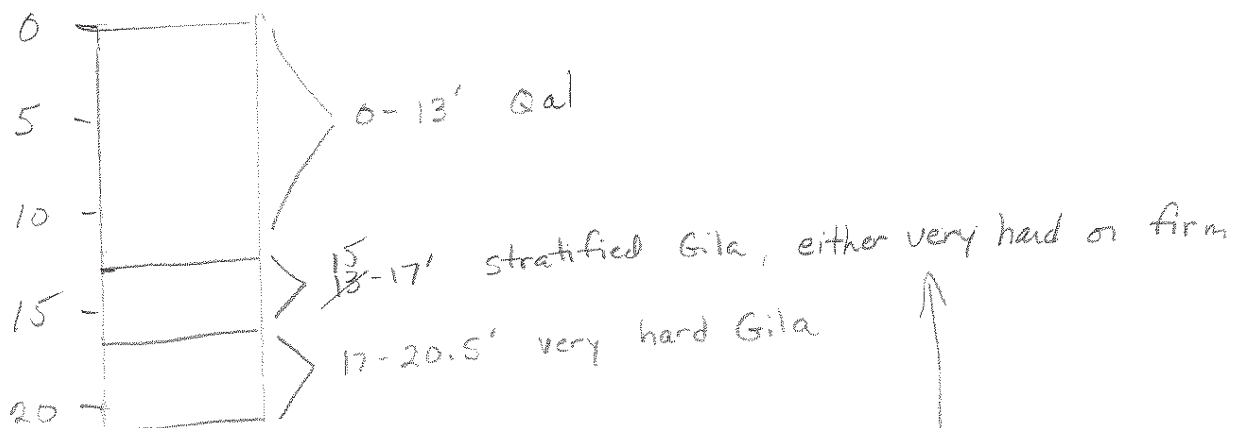 0
0-13' Qal
5
10
15
13-17' stratified Gila, either very hard or firm
15
17-20.5' very hard Gila
20